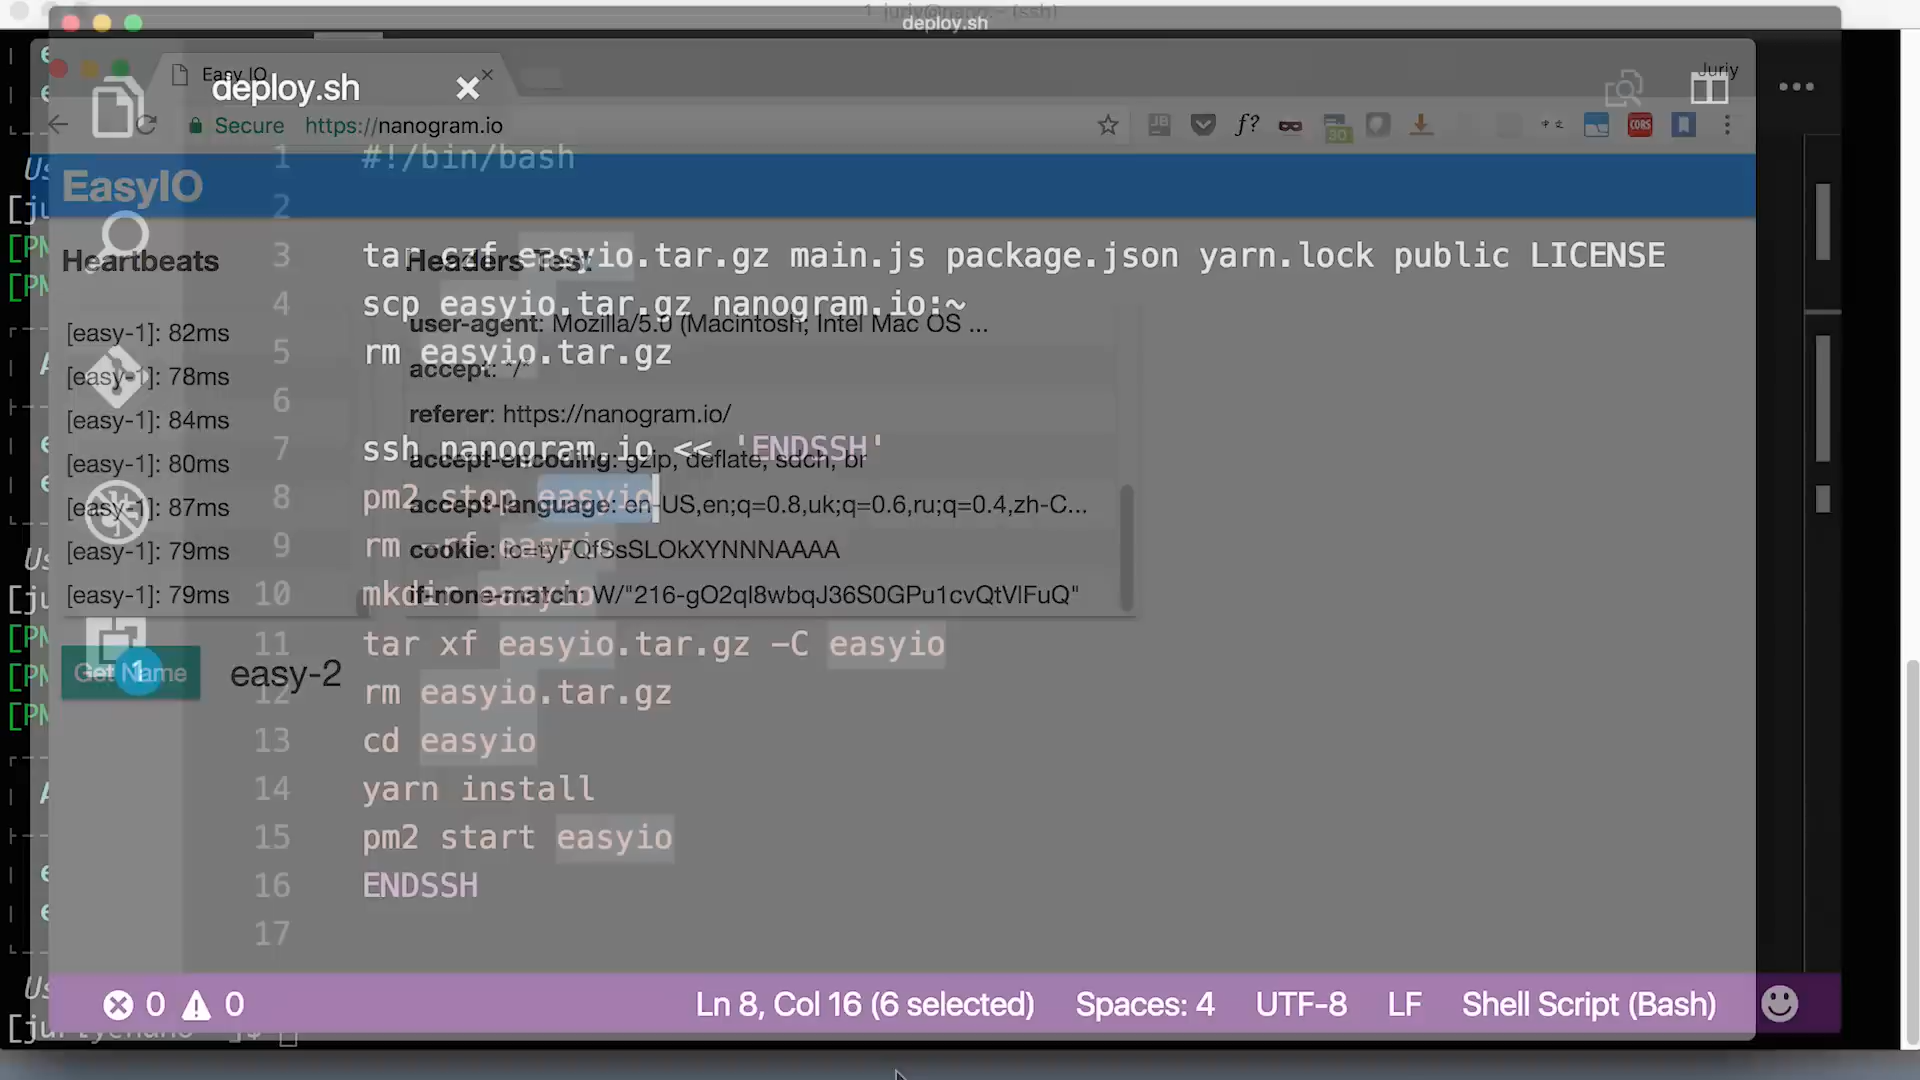 1. juriy@nano:~ (ssh)
deploy.sh
Easy IO
deploy.sh
Juriy
Secure https://nanogram.io
EasyIO
Heartbeats
[easy-1]: 82ms
[easy-1]: 78ms
[easy-1]: 84ms
[easy-1]: 80ms
[easy-1]: 87ms
[easy-1]: 79ms
[easy-1]: 79ms
Get Name
1
easy-2
Headers Test
user-agent: Mozilla/5.0 (Macintosh; Intel Mac OS ...
accept: */*
referer: https://nanogram.io/
accept-encoding: gzip, deflate, sdch, br
accept-language: en-US,en;q=0.8,uk;q=0.6,ru;q=0.4,zh-C...
if-none-match: W/"216-gO2ql8wbqJ36S0GPu1cvQtVlFuQ"
1 #!/bin/bash
2
3 tar czf easyio.tar.gz main.js package.json yarn.lock public LICENSE
4 scp easyio.tar.gz nanogram.io:~
5 rm easyio.tar.gz
6
7 ssh nanogram.io << 'ENDSSH'
8 pm2 stop easyio
9 rm -rf easyio
10 mkdir easyio
11 tar xf easyio.tar.gz -C easyio
12 rm easyio.tar.gz
13 cd easyio
14 yarn install
15 pm2 start easyio
16 ENDSSH
17
0 0
Ln 8, Col 16 (6 selected) Spaces: 4 UTF-8 LF Shell Script (Bash)